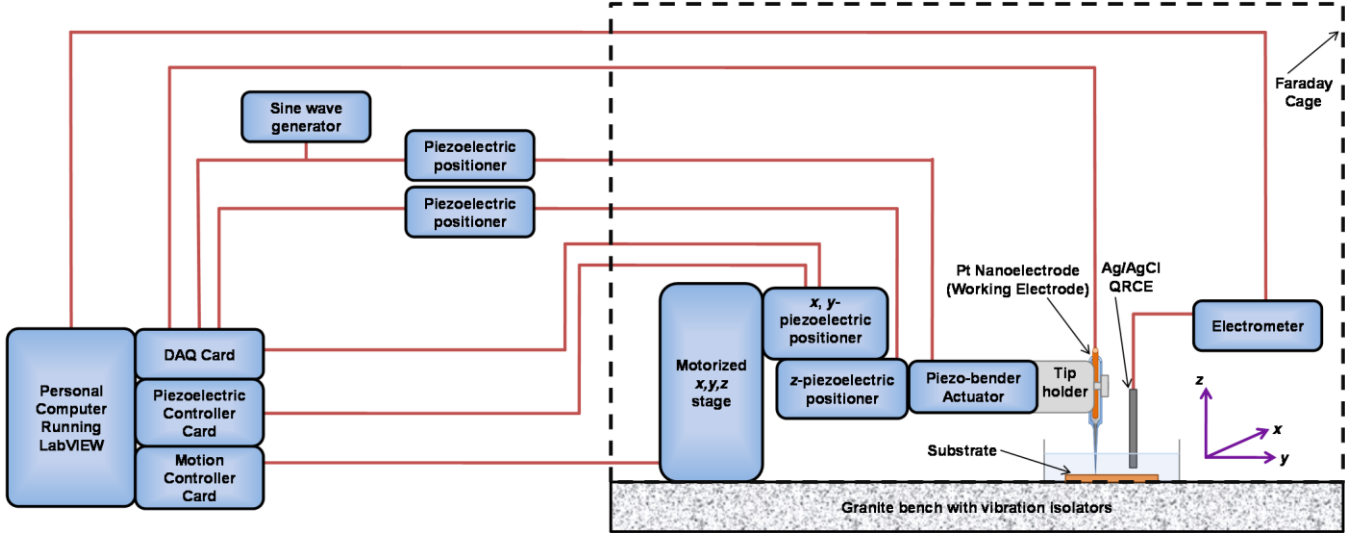 Faraday
Cage
Sine wave
generator
Piezoelectric
positioner
Piezoelectric
positioner
Pt Nanoelectrode
(Working Electrode)
Ag/AgCl
QRCE
x, y-
piezoelectric
positioner
Electrometer
DAQ Card
Motorized
x,y,z
stage
z-piezoelectric
positioner
Piezo-bender
Actuator
Tip
holder
Personal
Computer
Running
LabVIEW
Piezoelectric
Controller
Card
Motion
Controller
Card
z
x
y
Substrate
Granite bench with vibration isolators